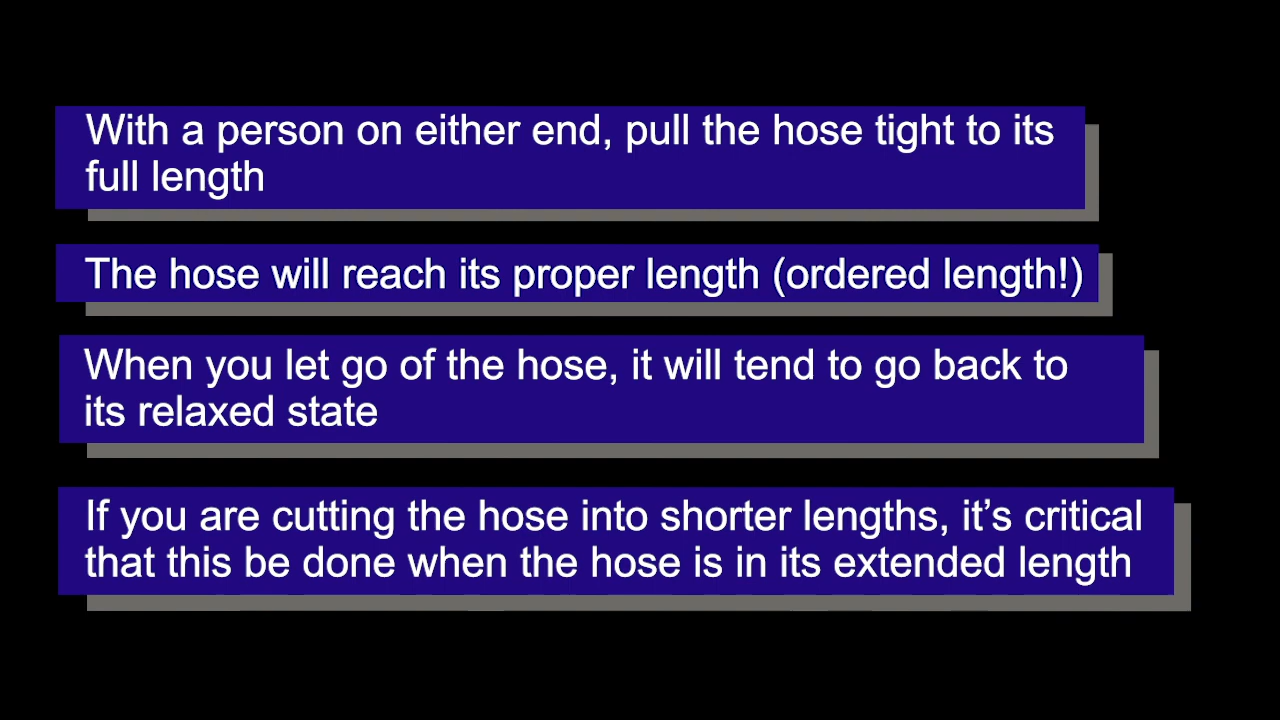 With a person on either end, pull the hose tight to its
full length
The hose will reach its proper length (ordered length!)
When you let go of the hose, it will tend to go back to
its relaxed state
If you are cutting the hose into shorter lengths, it’s critical
that this be done when the hose is in its extended length